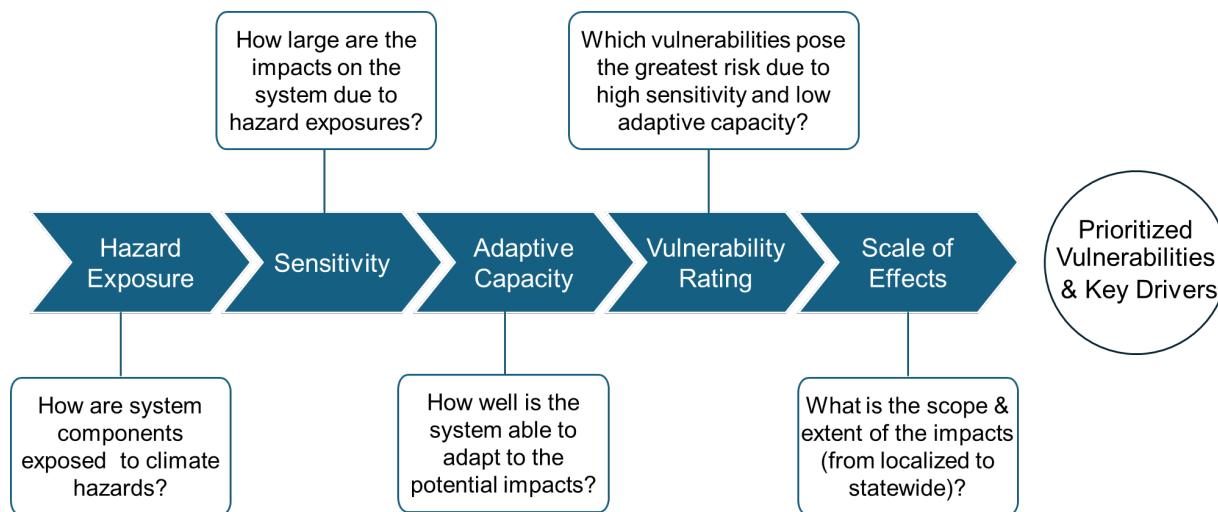 How large are the
impacts on the
system due to
hazard exposures?
Which vulnerabilities pose
the greatest risk due to
high sensitivity and low
adaptive capacity?
Hazard
Exposure
Sensitivity
Adaptive
Capacity
Vulnerability
Rating
Scale of
Effects
Prioritized
Vulnerabilities
& Key Drivers
How are system
components
exposed to climate
hazards?
How well is the
system able to
adapt to the
potential impacts?
What is the scope &
extent of the impacts
(from localized to
statewide)?